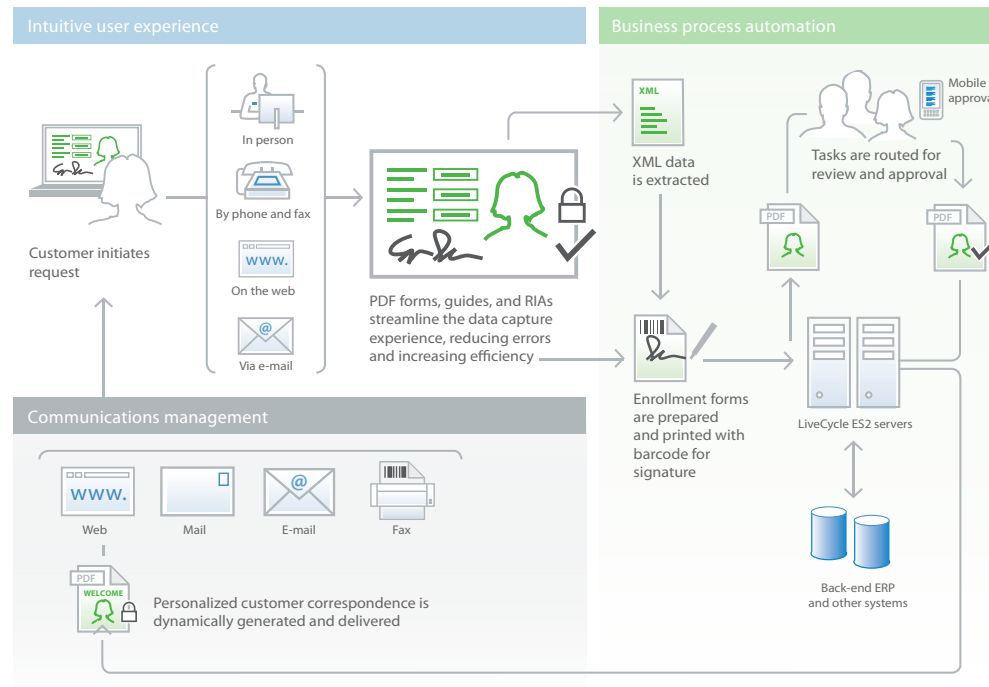 Intuitive user experience
Business process automation
In person
By phone and fax
www.
On the web
@
Via e-mail
Customer initiates
request
PDF forms, guides, and RIAs
streamline the data capture
experience, reducing errors
and increasing efficiency
XML
XML data
is extracted
Mobile
approva
Tasks are routed for
review and approval
PDF
PDF
Enrollment forms
are prepared
and printed with
barcode for
signature
LiveCycle ES2 servers
Back-end ERP
and other systems
Communications management
www.
Web
Mail
@
E-mail
Fax
PDF
WELCOME
Personalized customer correspondence is
dynamically generated and delivered